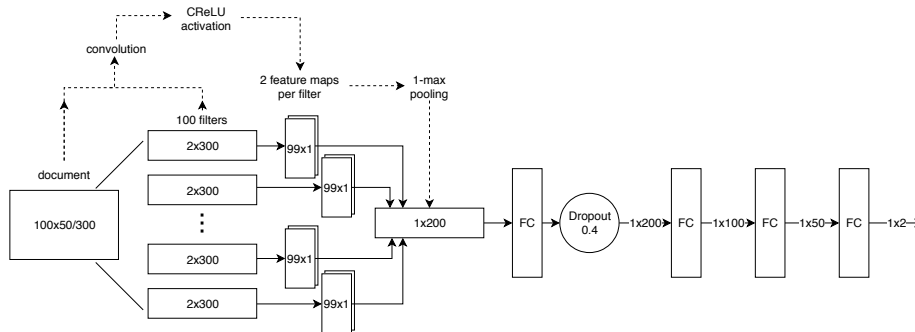 CReLU
activation
convolution
2 feature maps
per filter
1-max
pooling
100 filters
document
100x50/300
2x300
99x1
2x300
99x1
2x300
99x1
2x300
99x1
1x200
FC
Dropout
0.4
1x200
FC
1x100
FC
1x50
FC
1x2